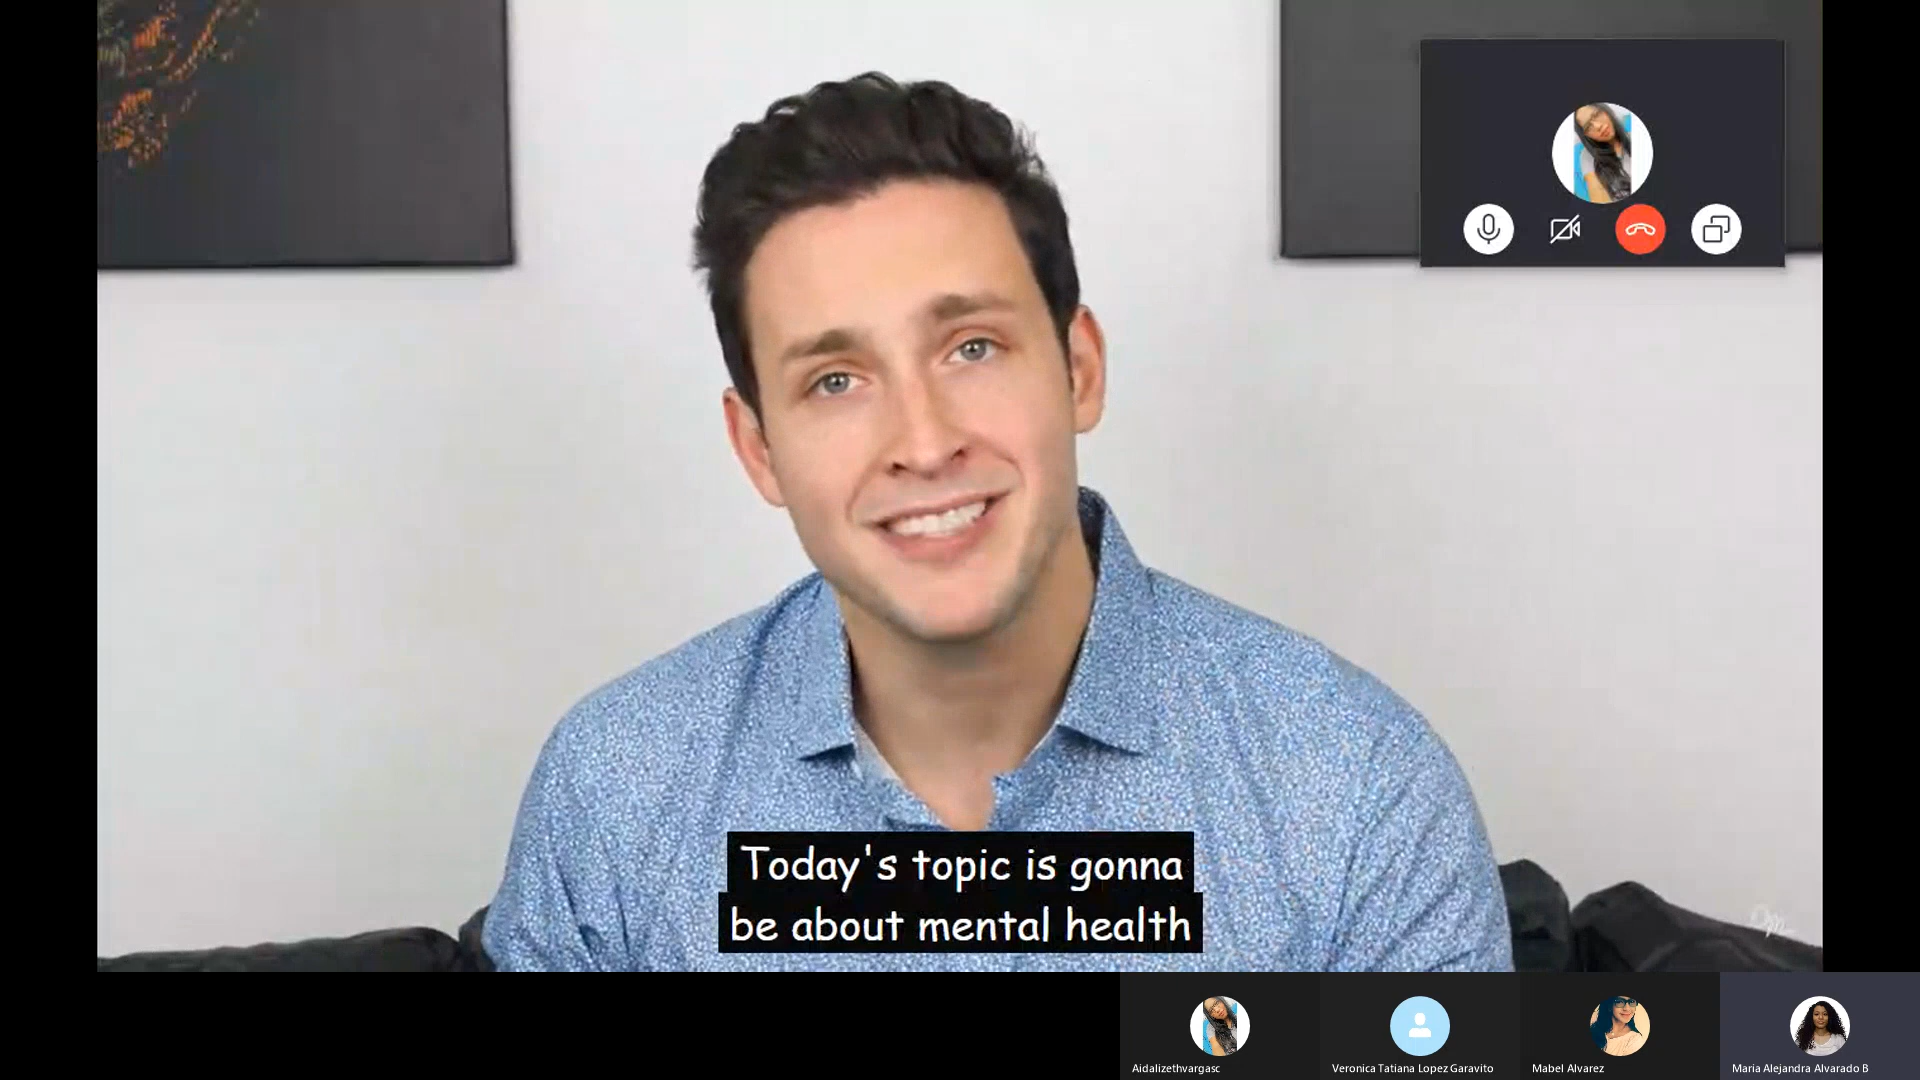 Today's topic is gonna
be about mental health
Aidalizethvargasc
Veronica Tatiana Lopez Garavito
Mabel Alvarez
Maria Alejandra Alvarado B